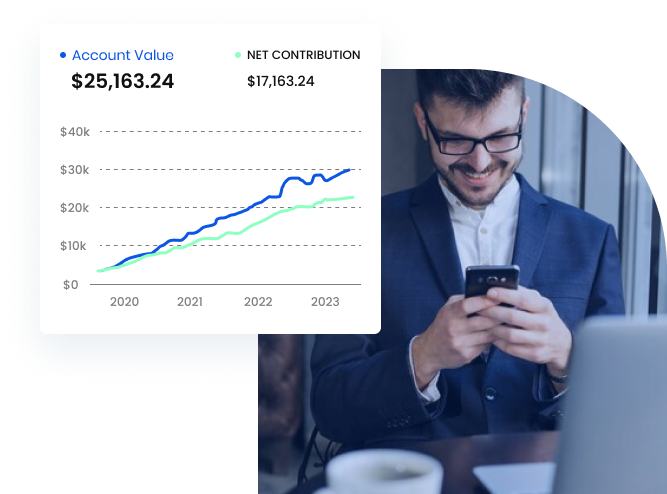 Account Value
NET CONTRIBUTION
$25,163.24
$17,163.24
$40k
$30k
$20k
$10k
$0
2020 2021 2022 2023